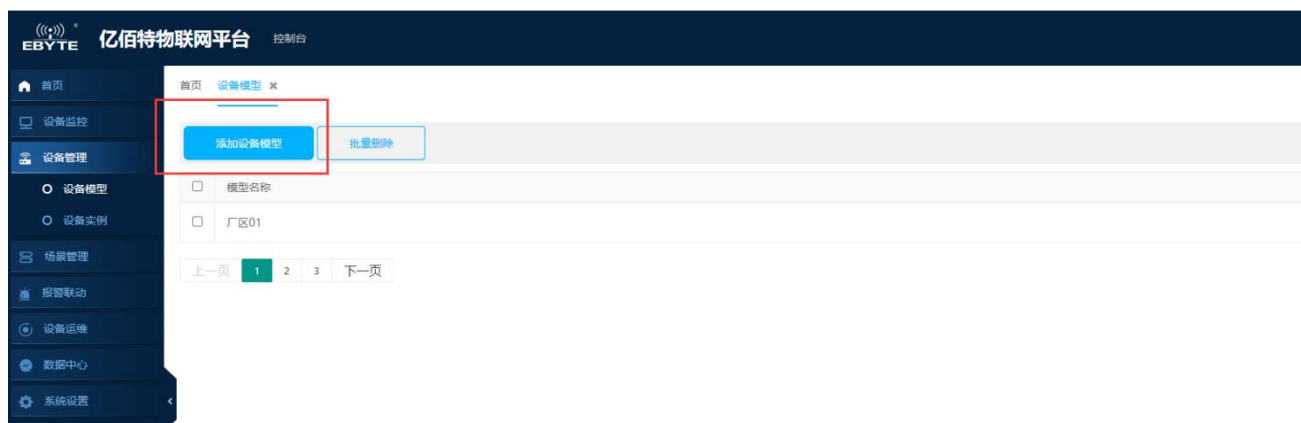 ((•)) ®
EBYTE 亿佰特物联网平台 控制台
首页
设备监控
设备管理
设备模型
设备实例
场景管理
报警联动
设备运维
数据中心
系统设置
首页 设备模型
添加设备模型 批量删除
模型名称
厂区01
上一页 1 2 3 下一页